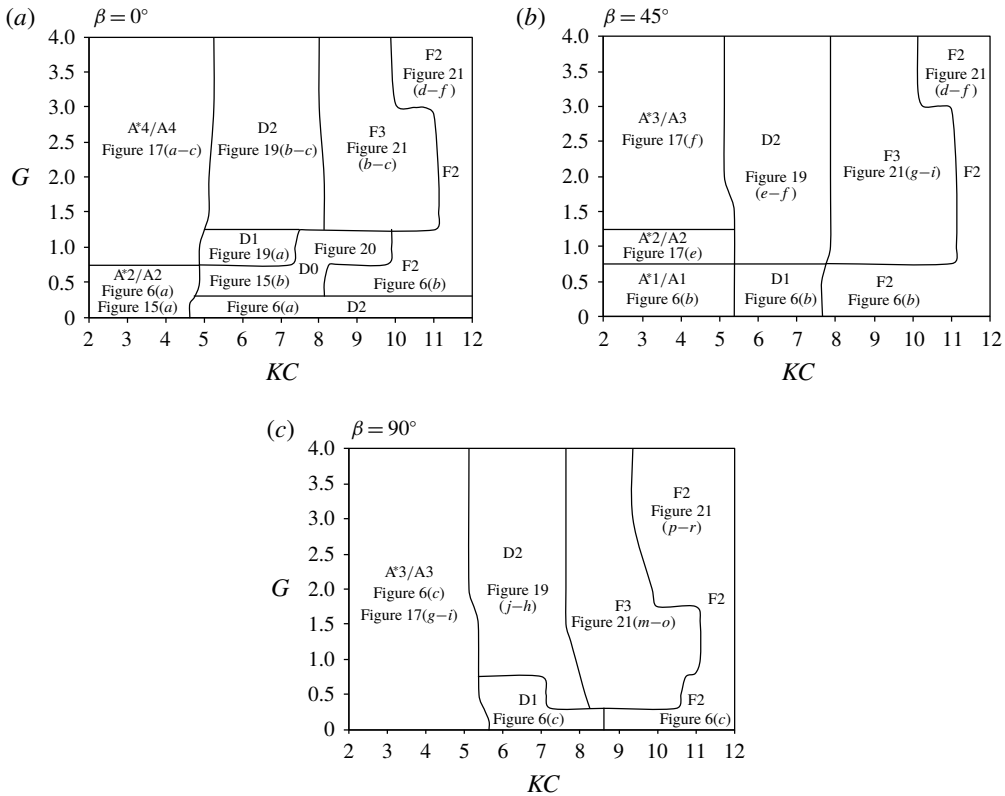 (a)
β = 0°
4.0
3.5
3.0
2.5
2.0
1.5
1.0
0.5
0
G
A*4/A4
Figure 17(a–c)
D2
Figure 19(b–c)
F3
Figure 21
(b–c)
F2
Figure 21
(d–f)
F2
D1
Figure 19(a)
Figure 20
D0
A*2/A2
Figure 6(a)
Figure 15(a)
Figure 15(b)
F2
Figure 6(b)
Figure 6(a)
D2
2 3 4 5 6 7 8 9 10 11 12
KC
(b)
β = 45°
4.0
3.5
3.0
2.5
2.0
1.5
1.0
0.5
0
A*3/A3
Figure 17(f)
D2
Figure 19
(e–f)
F3
Figure 21(g–i)
F2
Figure 21
(d–f)
F2
A*2/A2
Figure 17(e)
A*1/A1
Figure 6(b)
D1
Figure 6(b)
F2
Figure 6(b)
2 3 4 5 6 7 8 9 10 11 12
KC
(c)
β = 90°
4.0
3.5
3.0
2.5
2.0
1.5
1.0
0.5
0
G
A*3/A3
Figure 6(c)
Figure 17(g–i)
D2
Figure 19
(j–h)
F3
Figure 21(m–o)
F2
Figure 21
(p–r)
F2
D1
Figure 6(c)
F2
Figure 6(c)
2 3 4 5 6 7 8 9 10 11 12
KC